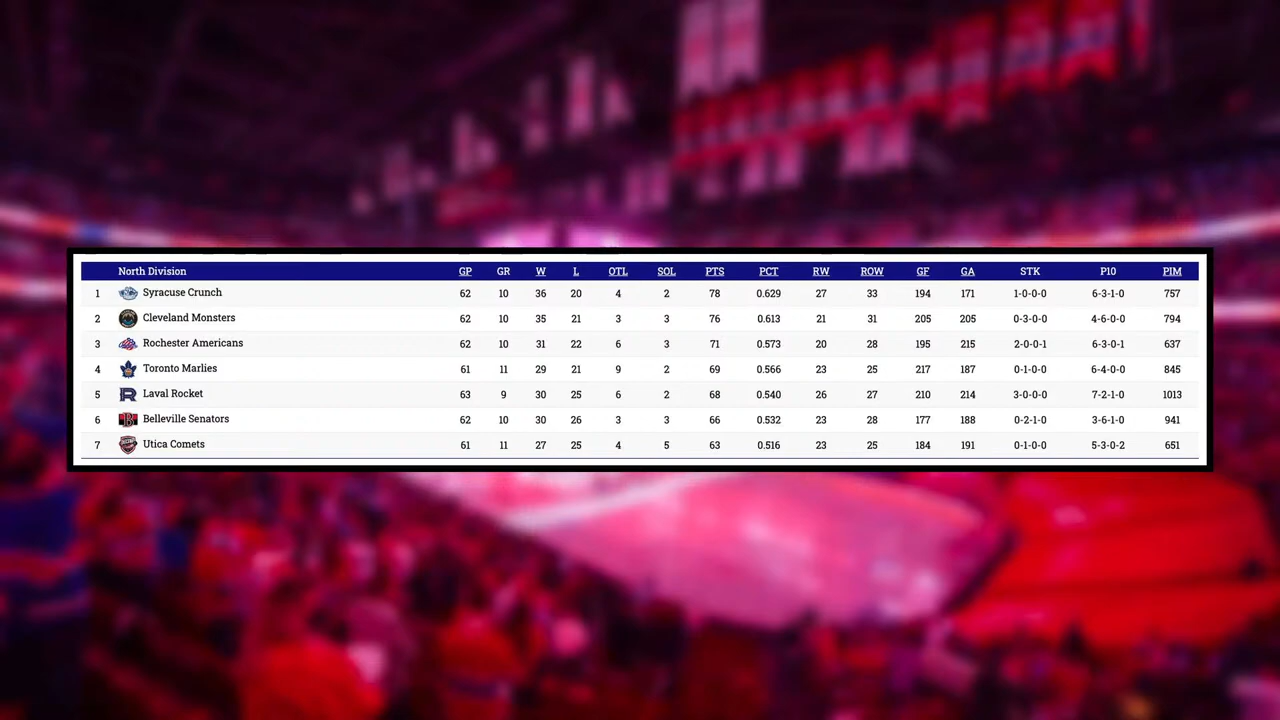 North Division GP GR W L OTL SOL PTS PCT RW ROW GF GA STK P10 PIM
1 Syracuse Crunch 62 10 36 20 4 2 78 0.629 27 33 194 171 1-0-0-0 6-3-1-0 757
2 Cleveland Monsters 62 10 35 21 3 3 76 0.613 21 31 205 205 0-3-0-0 4-6-0-0 794
3 Rochester Americans 62 10 31 22 6 3 71 0.573 20 28 195 215 2-0-0-1 6-3-0-1 637
4 Toronto Marlies 61 11 29 21 9 2 69 0.566 23 25 217 187 0-1-0-0 6-4-0-0 845
5 Laval Rocket 63 9 30 25 6 2 68 0.540 26 27 210 214 3-0-0-0 7-2-1-0 1013
6 Belleville Senators 62 10 30 26 3 3 66 0.532 23 28 177 188 0-2-1-0 3-6-1-0 941
7 Utica Comets 61 11 27 25 4 5 63 0.516 23 25 184 191 0-1-0-0 5-3-0-2 651